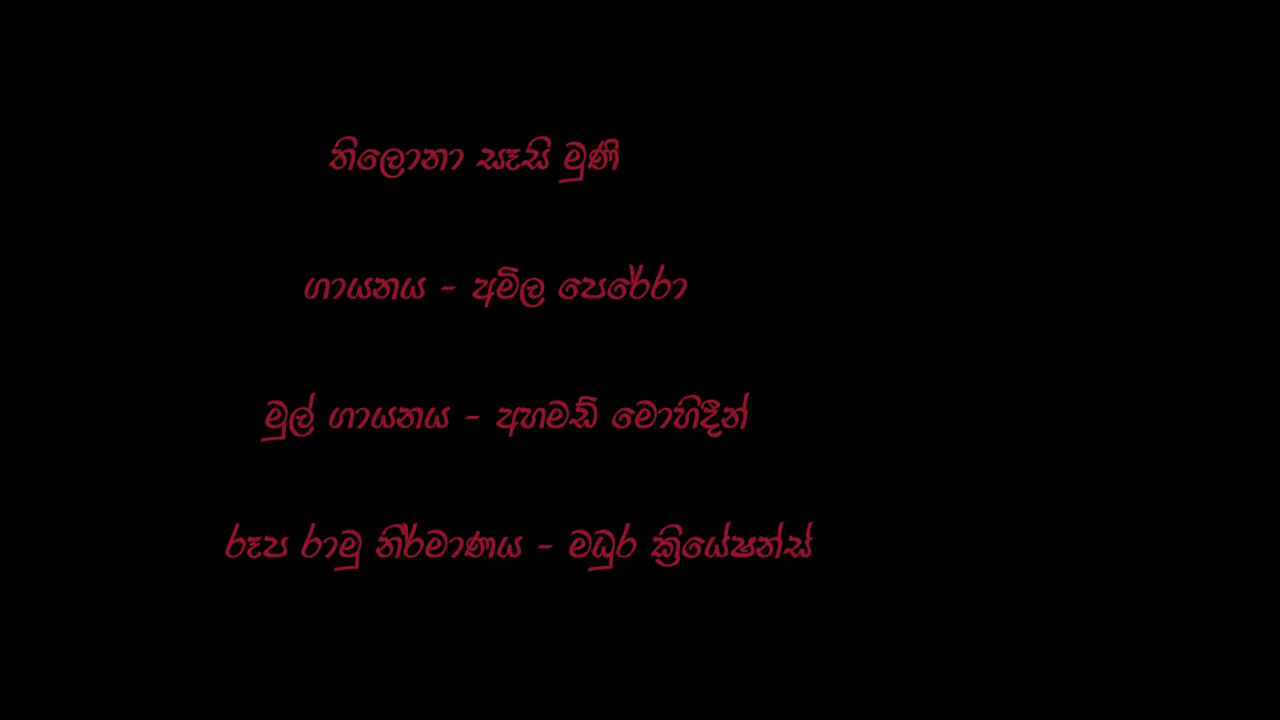 තිලොනා සෑසි මුණි
ගායනය - අමිල පෙරේරා
මුල් ගායනය - අහමඩ් මොහිදීන්
රූප රාමු නිර්මාණය - මධුර ක්‍රියේෂන්ස්